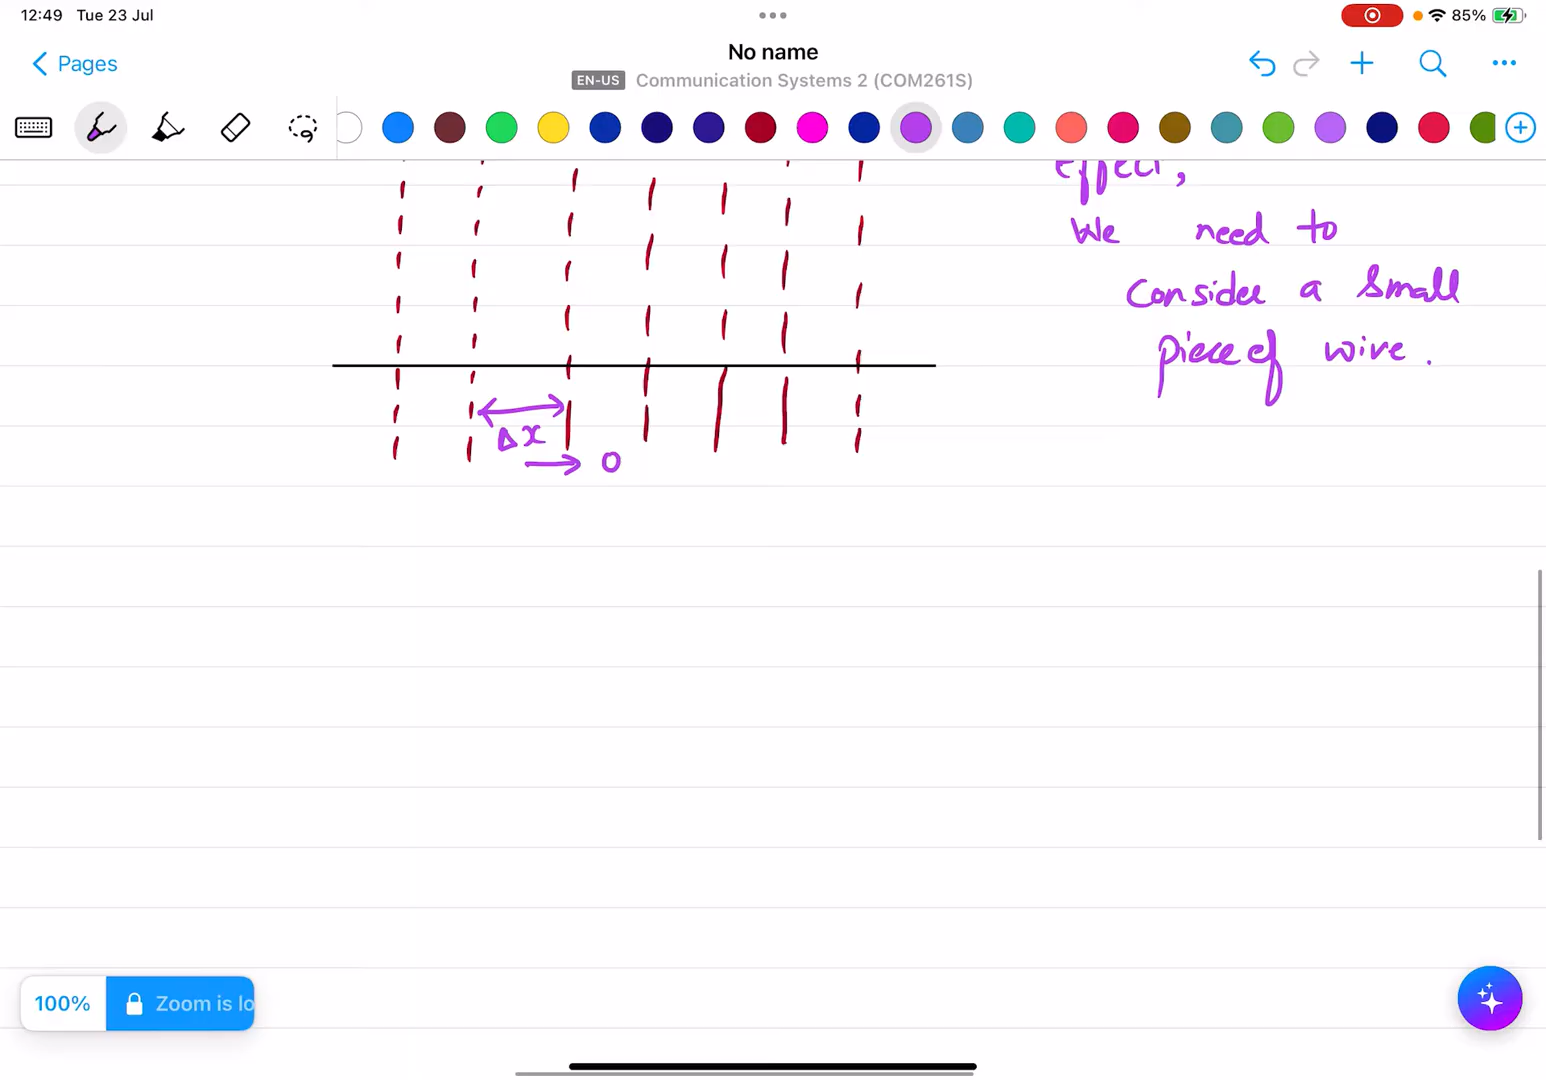 12:49 Tue 23 Jul
85%
Pages
No name
EN-US Communication Systems 2 (COM261S)
effect,
We need to
Consider a small
piece of wire.
Δx
→ 0
100%
Zoom is lo